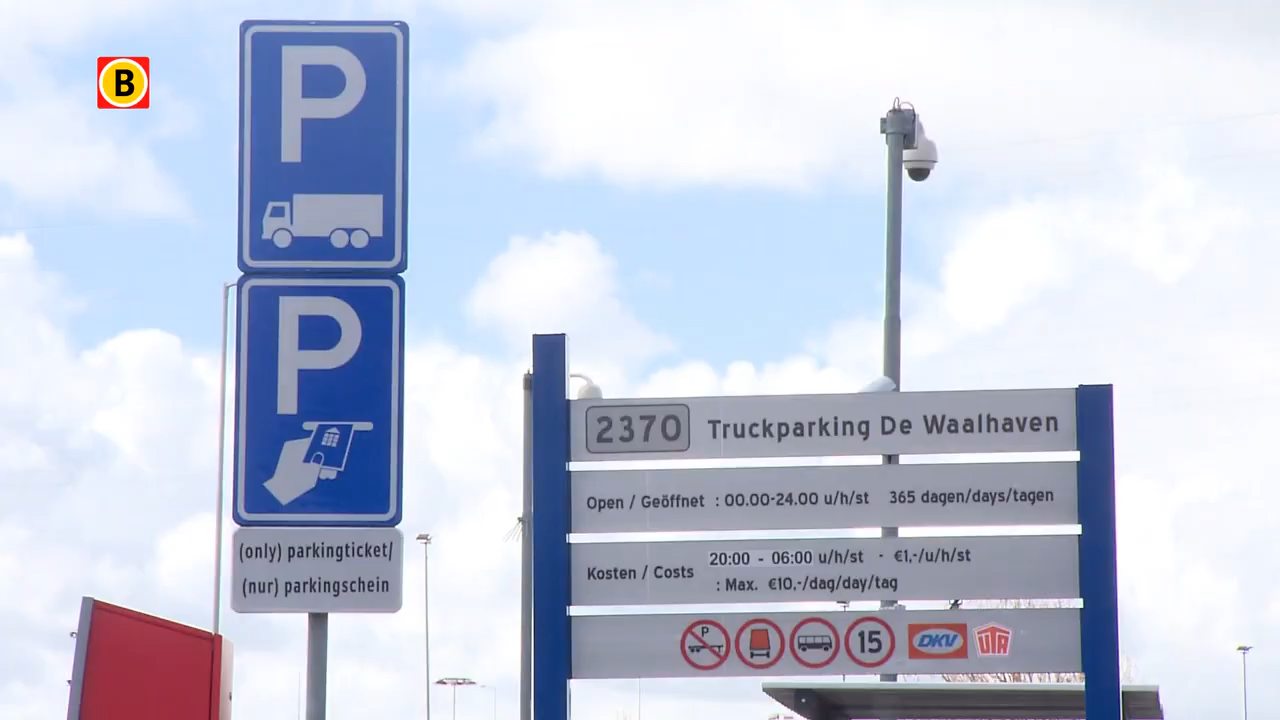 B
P
P
(only) parkingticket/
(nur) parkingschein
2370 Truckparking De Waalhaven
Open / Geöffnet : 00.00-24.00 u/h/st 365 dagen/days/tagen
Kosten / Costs 20:00 - 06:00 u/h/st - €1,-/u/h/st
: Max. €10,-/dag/day/tag
P 15 DKV UTA